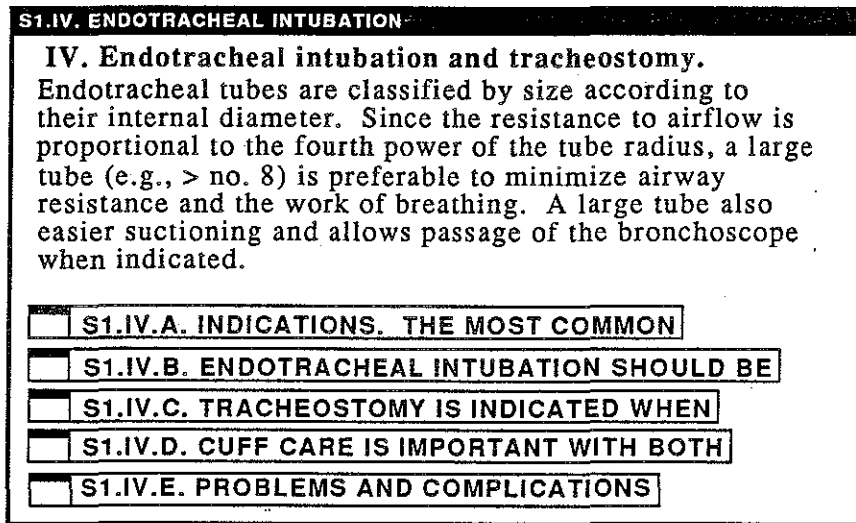 S1.IV. ENDOTRACHEAL INTUBATION
IV. Endotracheal intubation and tracheostomy.
Endotracheal tubes are classified by size according to
their internal diameter. Since the resistance to airflow is
proportional to the fourth power of the tube radius, a large
tube (e.g., > no. 8) is preferable to minimize airway
resistance and the work of breathing. A large tube also
easier suctioning and allows passage of the bronchoscope
when indicated.
S1.IV.A. INDICATIONS. THE MOST COMMON
S1.IV.B. ENDOTRACHEAL INTUBATION SHOULD BE
S1.IV.C. TRACHEOSTOMY IS INDICATED WHEN
S1.IV.D. CUFF CARE IS IMPORTANT WITH BOTH
S1.IV.E. PROBLEMS AND COMPLICATIONS